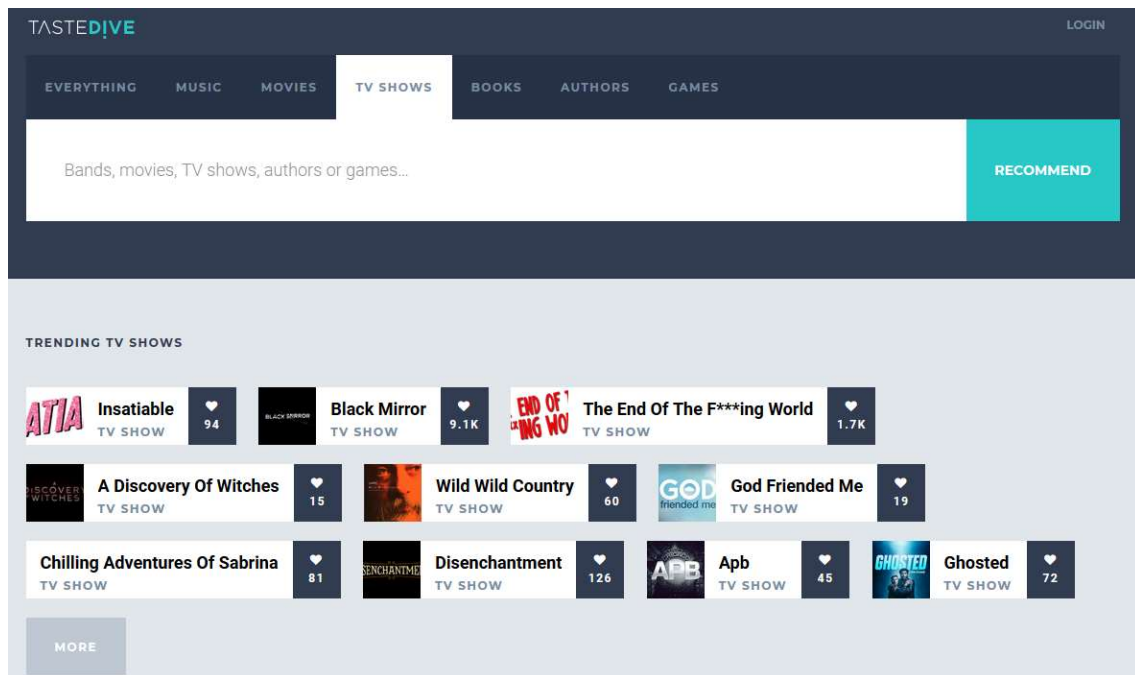 TASTEDIVE
LOGIN
EVERYTHING MUSIC MOVIES TV SHOWS BOOKS AUTHORS GAMES
Bands, movies, TV shows, authors or games...
RECOMMEND
TRENDING TV SHOWS
ATIA
Insatiable
TV SHOW
94
BLACK MIRROR
Black Mirror
TV SHOW
9.1K
END OF T
ING WO
The End Of The F***ing World
TV SHOW
1.7K
DISCOVERY
WITCHES
A Discovery Of Witches
TV SHOW
15
Wild Wild Country
TV SHOW
60
GOD
friended me
God Friended Me
TV SHOW
19
Chilling Adventures Of Sabrina
TV SHOW
81
SENCHANTME
Disenchantment
TV SHOW
126
APB
Apb
TV SHOW
45
GHOSTED
Ghosted
TV SHOW
72
MORE